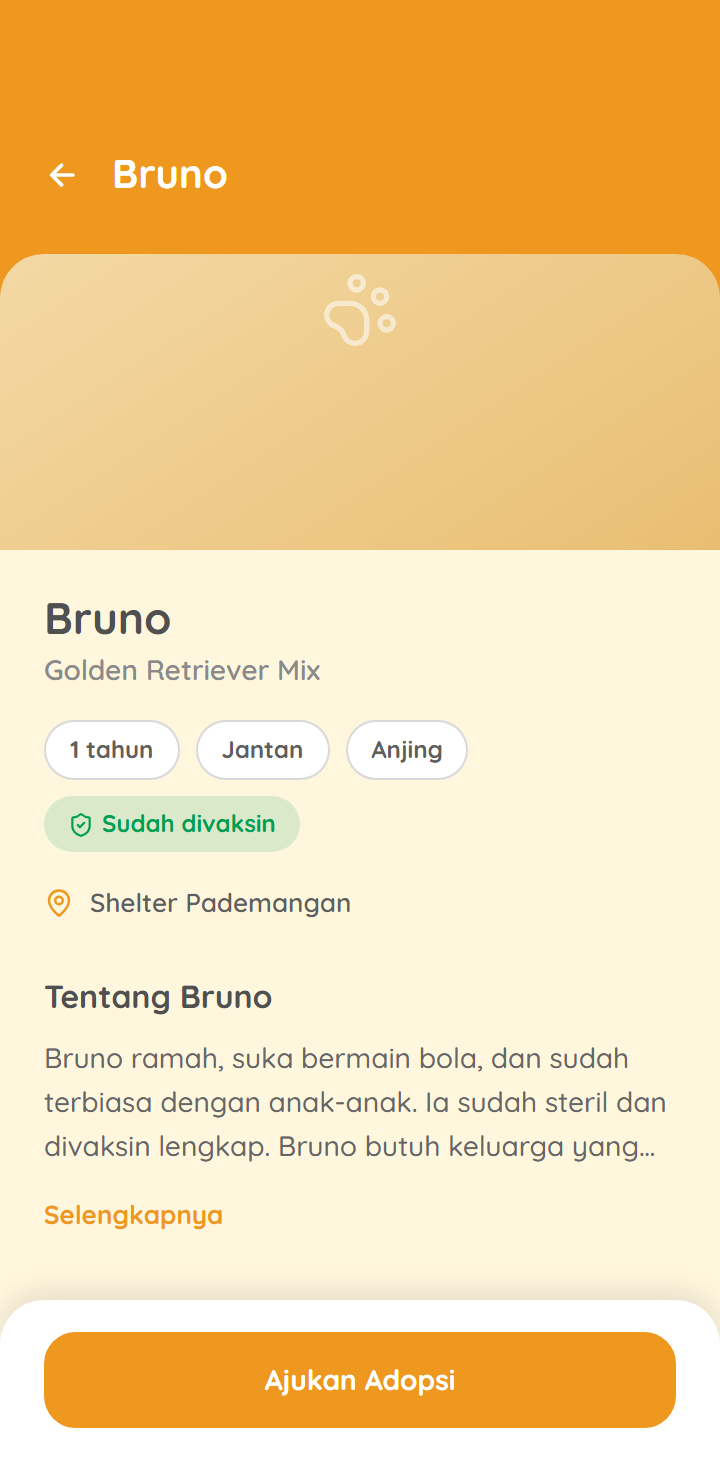 Bruno
Bruno
Golden Retriever Mix
1 tahun
Jantan
Anjing
Sudah divaksin
Shelter Pademangan
Tentang Bruno
Bruno ramah, suka bermain bola, dan sudah
terbiasa dengan anak-anak. Ia sudah steril dan
divaksin lengkap. Bruno butuh keluarga yang...
Selengkapnya
Ajukan Adopsi